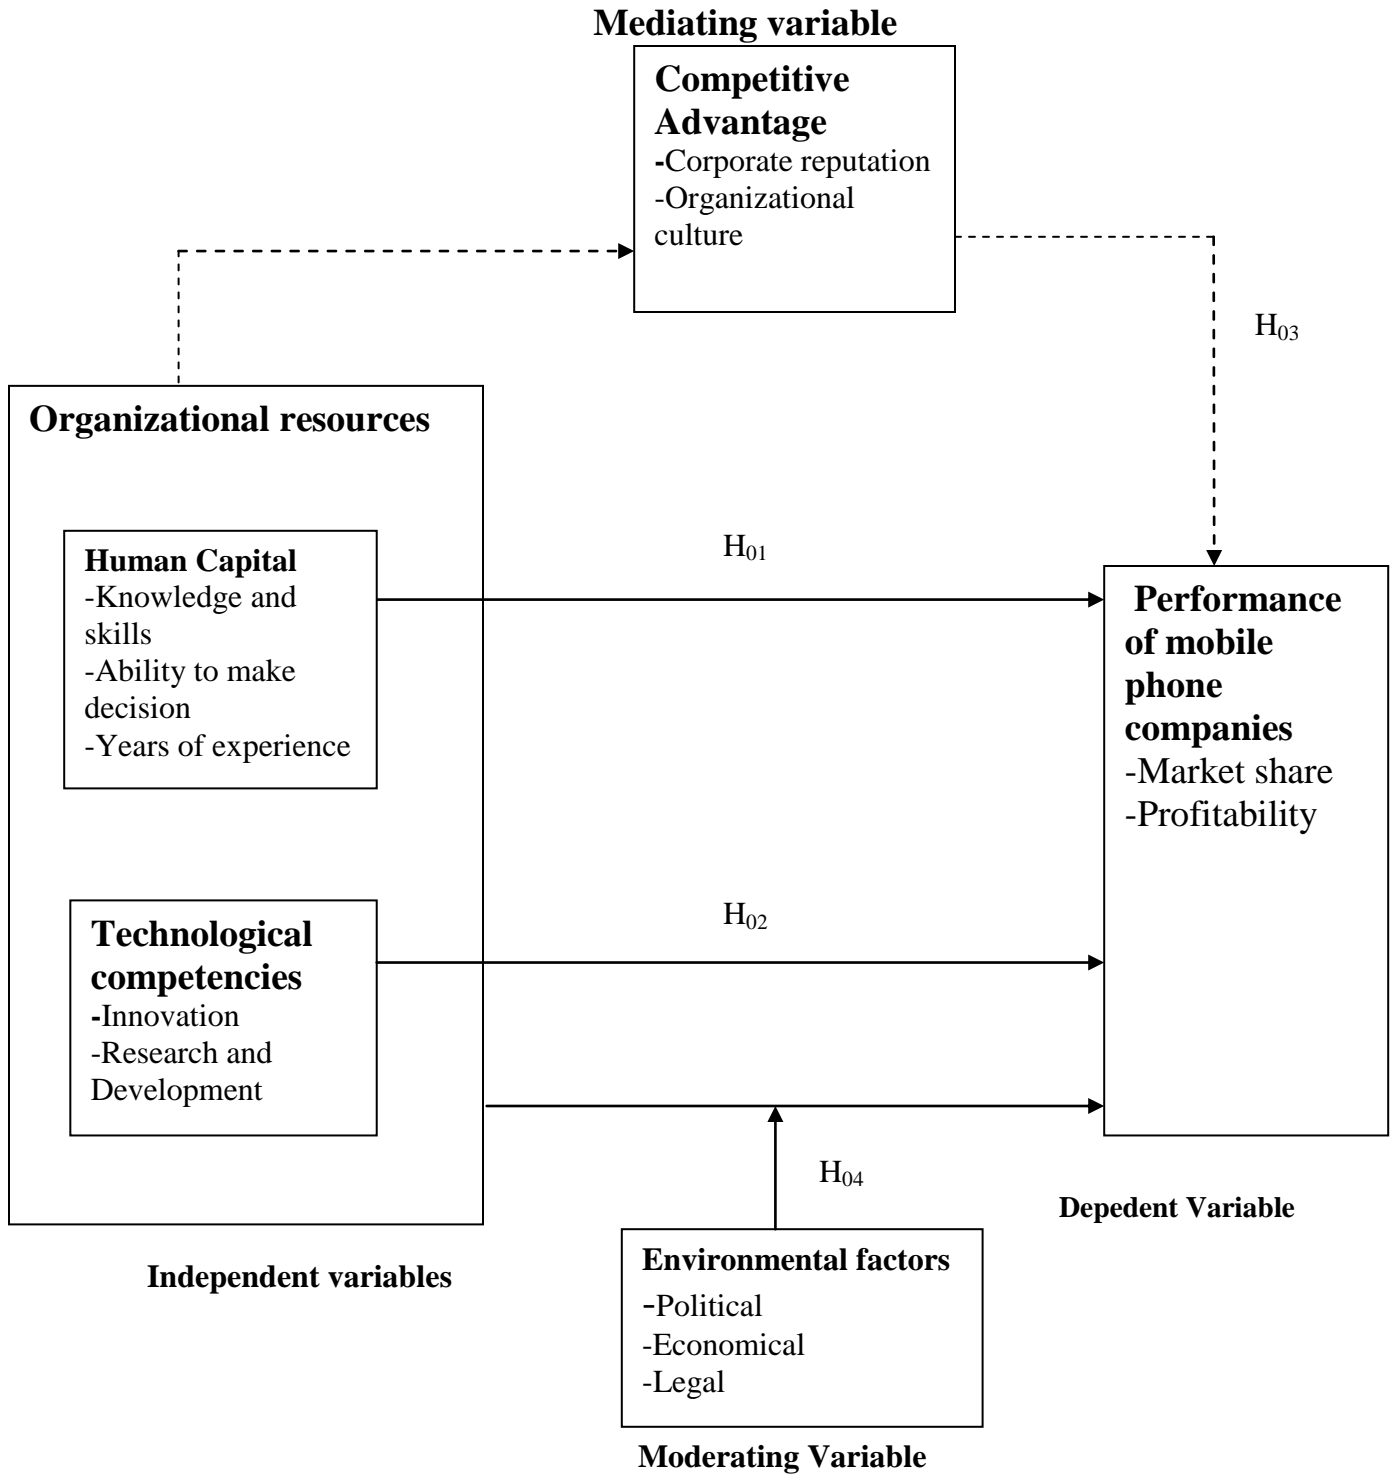 Mediating variable
Competitive
Advantage
-Corporate reputation
-Organizational
culture
H03
Organizational resources
Human Capital
-Knowledge and
skills
-Ability to make
decision
-Years of experience
H01
Performance
of mobile
phone
companies
-Market share
-Profitability
Technological
competencies
-Innovation
-Research and
Development
H02
H04
Depedent Variable
Independent variables
Environmental factors
-Political
-Economical
-Legal
Moderating Variable